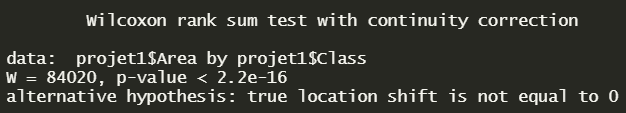 Wilcoxon rank sum test with continuity correction
data:  projet1$Area by projet1$Class
W = 84020, p-value < 2.2e-16
alternative hypothesis: true location shift is not equal to 0